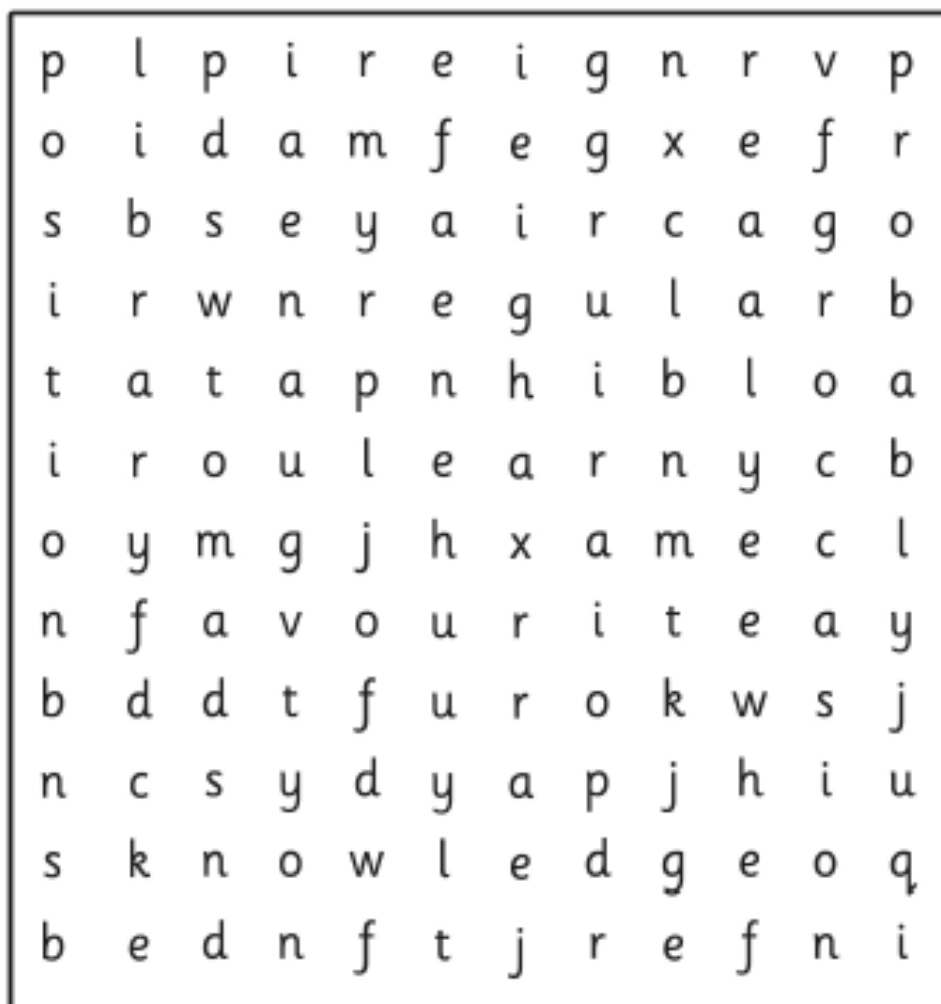 p l p i r e i g n r v p
o i d a m f e g x e f r
s b s e y a i r c a g o
i r w n r e g u l a r b
t a t a p n h i b l o a
i r o u l e a r n y c b
o y m g j h x a m e c l
n f a v o u r i t e a y
b d d t f u r o k w s j
n c s y d y a p j h i u
s k n o w l e d g e o q
b e d n f t j r e f n i